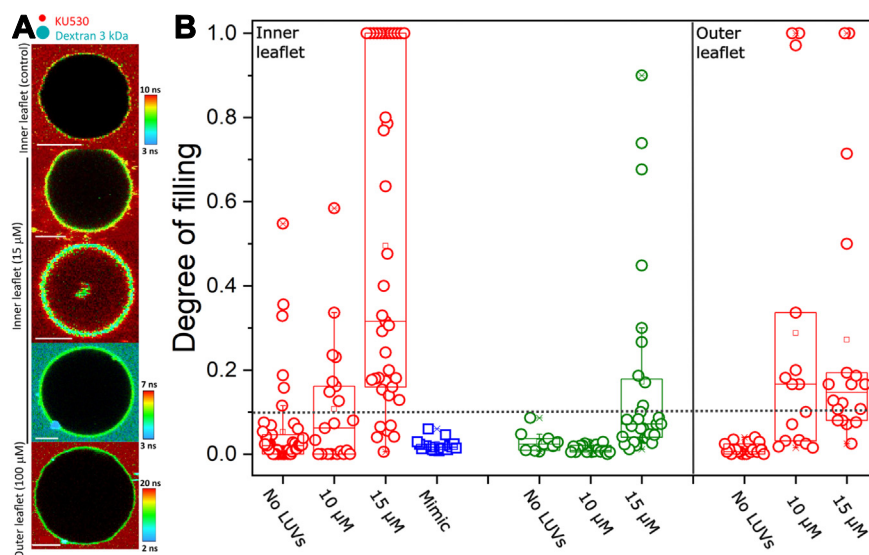 A
KU530
Dextran 3 kDa
Inner leaflet (control)
10 ns
3 ns
Inner leaflet (15 µM)
7 ns
3 ns
Outer leaflet (100 µM)
20 ns
2 ns
B
Degree of filling
1.0
0.8
0.6
0.4
0.2
0.0
Inner
leaflet
Outer
leaflet
No LUVs
10 µM
15 µM
Mimic
No LUVs
10 µM
15 µM
No LUVs
10 µM
15 µM